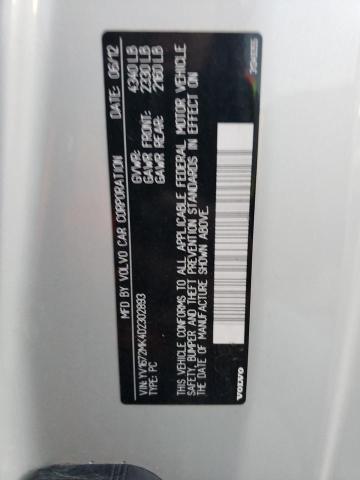 MFD BY VOLVO CAR CORPORATION DATE: 06/12
GVWR: 4340 LB
GAWR FRONT: 2330 LB
GAWR REAR: 2160 LB
VIN: YV1672MK4D2302893
TYPE: PC
THIS VEHICLE CONFORMS TO ALL APPLICABLE FEDERAL MOTOR VEHICLE
SAFETY, BUMPER AND THEFT PREVENTION STANDARDS IN EFFECT ON
THE DATE OF MANUFACTURE SHOWN ABOVE.
VOLVO